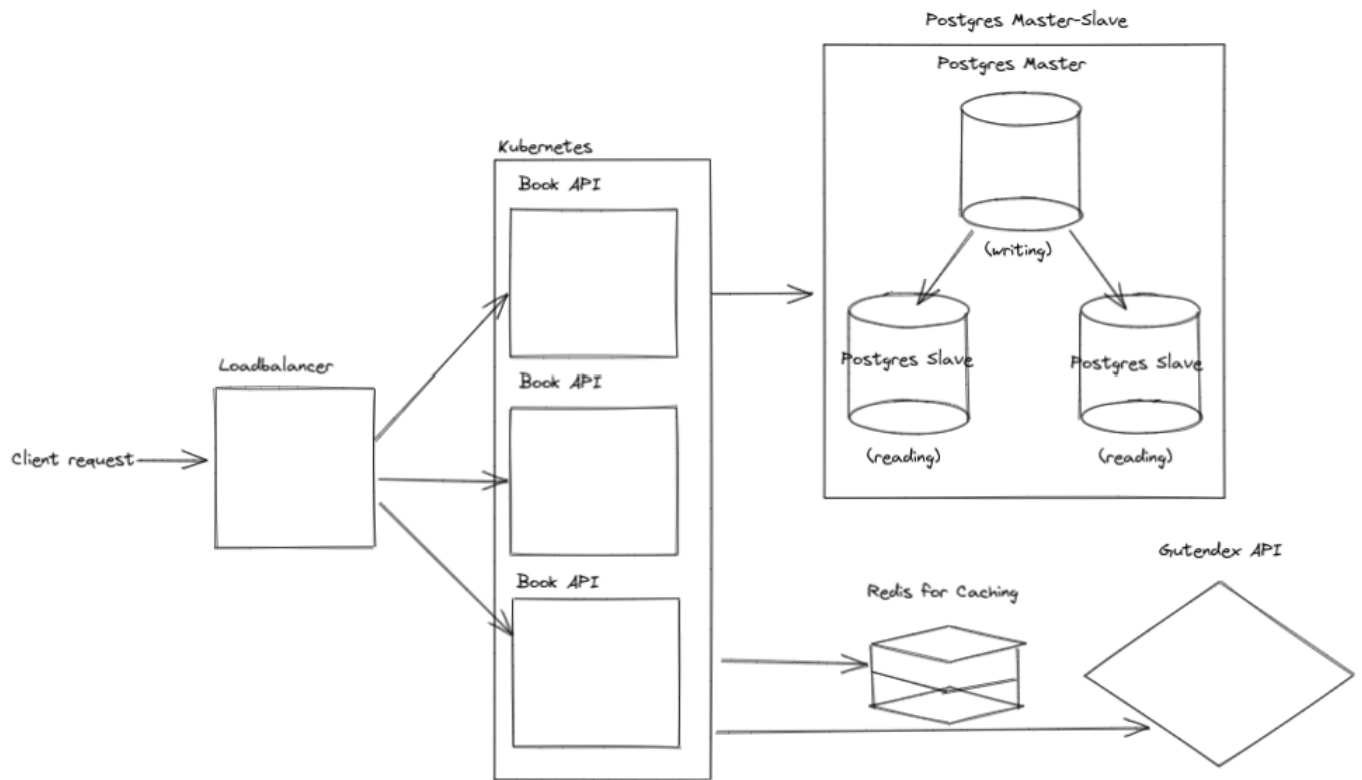 Postgres Master-Slave
Postgres Master
(writing)
Postgres Slave
Postgres Slave
(reading)
(reading)
Kubernetes
Book API
Book API
Book API
Loadbalancer
Client request
Redis for Caching
Gutendex API